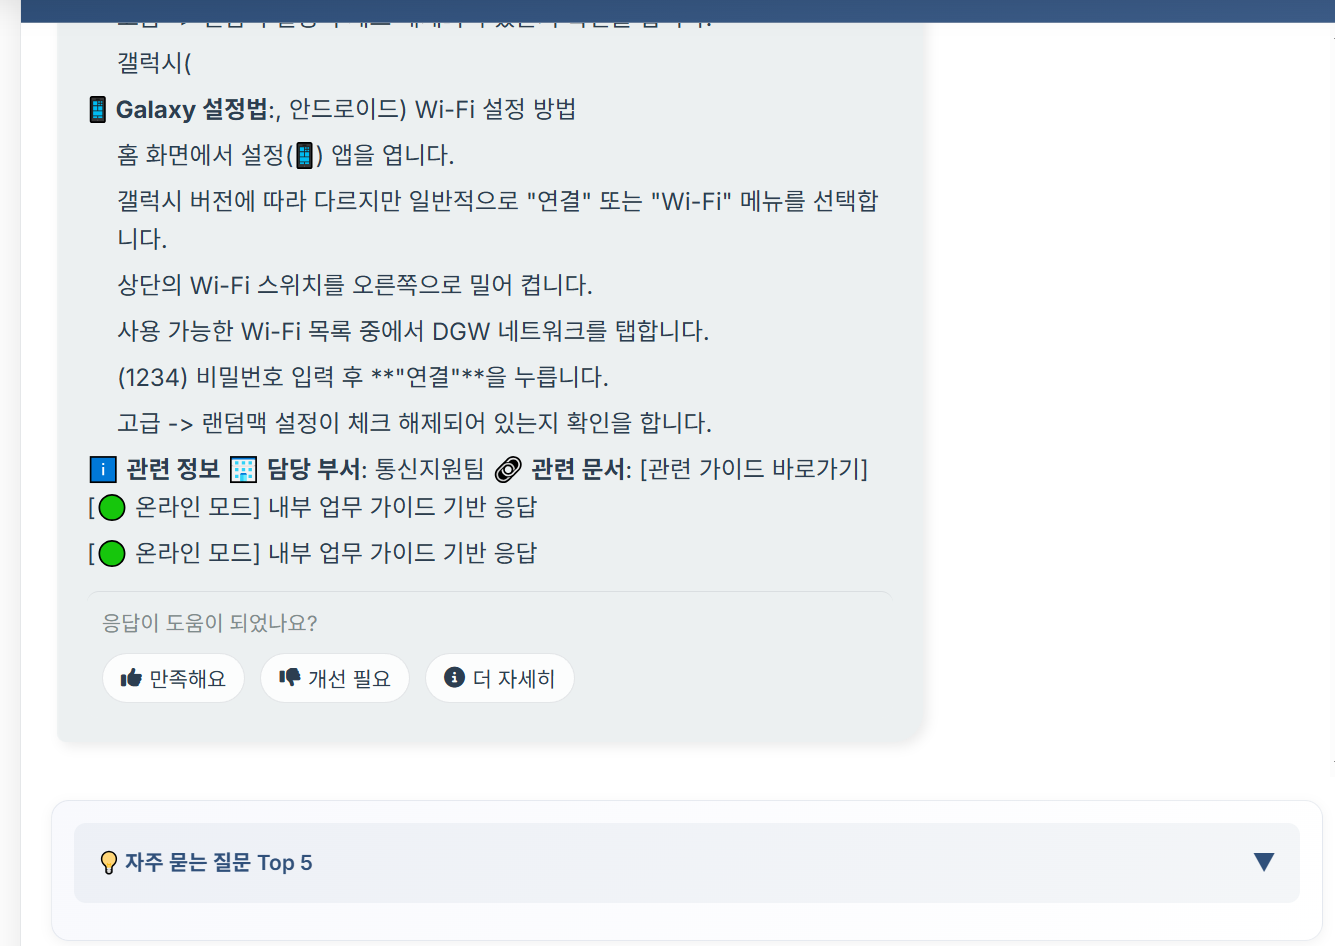 갤럭시(
📱 Galaxy 설정법:, 안드로이드) Wi-Fi 설정 방법
홈 화면에서 설정(📱) 앱을 엽니다.
갤럭시 버전에 따라 다르지만 일반적으로 "연결" 또는 "Wi-Fi" 메뉴를 선택합
니다.
상단의 Wi-Fi 스위치를 오른쪽으로 밀어 켭니다.
사용 가능한 Wi-Fi 목록 중에서 DGW 네트워크를 탭합니다.
(1234) 비밀번호 입력 후 **"연결"**을 누릅니다.
고급 -> 랜덤맥 설정이 체크 해제되어 있는지 확인을 합니다.
ℹ️ 관련 정보 🏢 담당 부서: 통신지원팀 🔗 관련 문서: [관련 가이드 바로가기]
[🟢 온라인 모드] 내부 업무 가이드 기반 응답
[🟢 온라인 모드] 내부 업무 가이드 기반 응답
응답이 도움이 되었나요?
만족해요 개선 필요 더 자세히
💡 자주 묻는 질문 Top 5 ▼